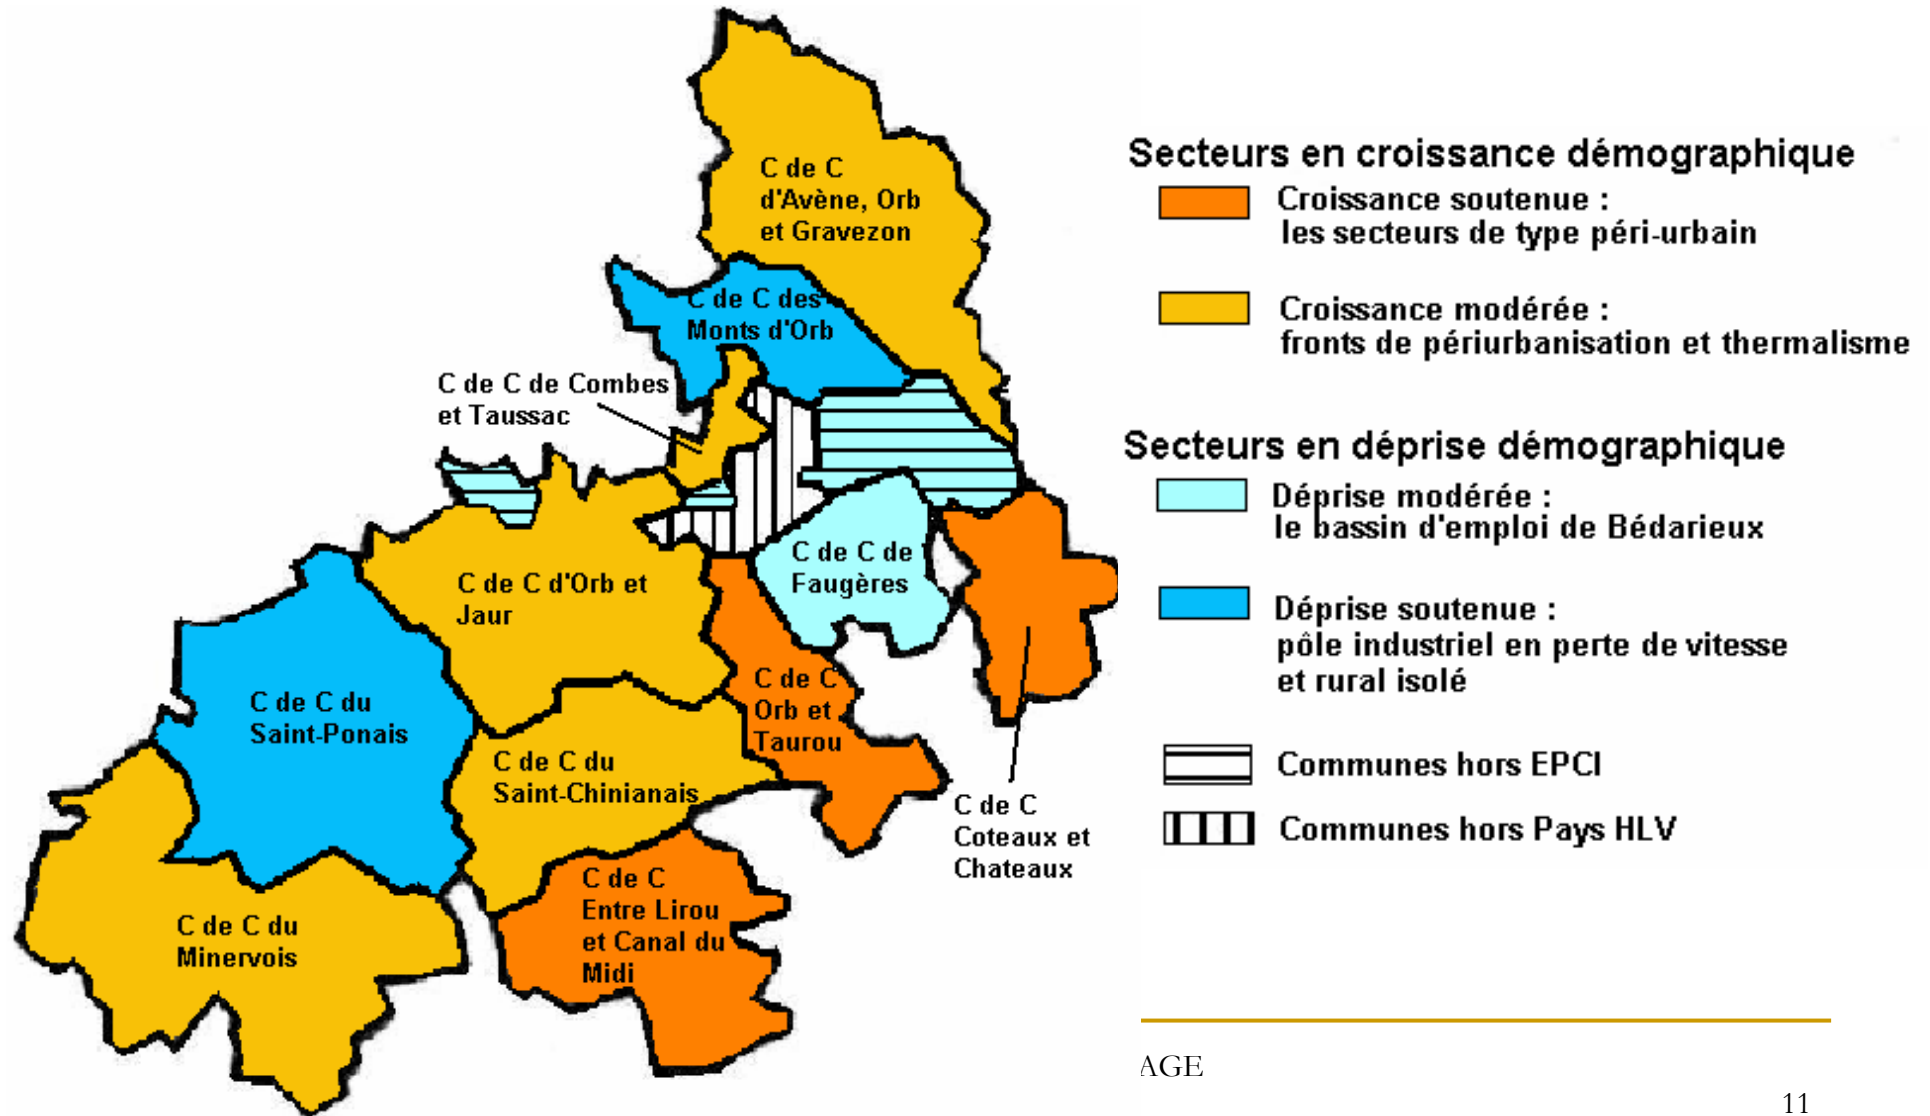 C de C
d'Avène, Orb
et Gravezon
C de C des
Monts d'Orb
C de C de Combes
et Taussac
C de C de
Faugères
C de C d'Orb et
Jaur
C de C du
Saint-Ponais
C de C
Orb et
Taurou
C de C du
Saint-Chinianais
C de C
Coteaux et
Chateaux
C de C
Entre Lirou
et Canal du
Midi
C de C du
Minervois
Secteurs en croissance démographique
Croissance soutenue :
les secteurs de type péri-urbain
Croissance modérée :
fronts de périurbanisation et thermalisme
Secteurs en déprise démographique
Déprise modérée :
le bassin d'emploi de Bédarieux
Déprise soutenue :
pôle industriel en perte de vitesse
et rural isolé
Communes hors EPCI
Communes hors Pays HLV
AGE
11